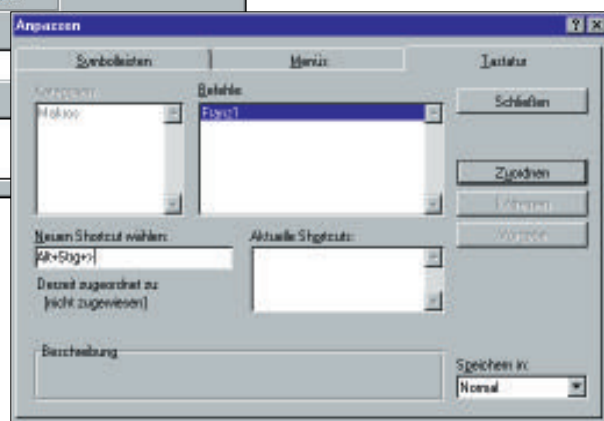 Anpassen
Symbolleisten
Menüs
Tastatur
Kategorien:
Befehle:
Makros
Franz1
Schließen
Zuordnen
Entfernen
Vorgabe
Neuen Shortcut wählen:
Aktuelle Shortcuts:
Alt+Strg+>
Derzeit zugeordnet zu:
[nicht zugewiesen]
Beschreibung
Speichern in:
Normal